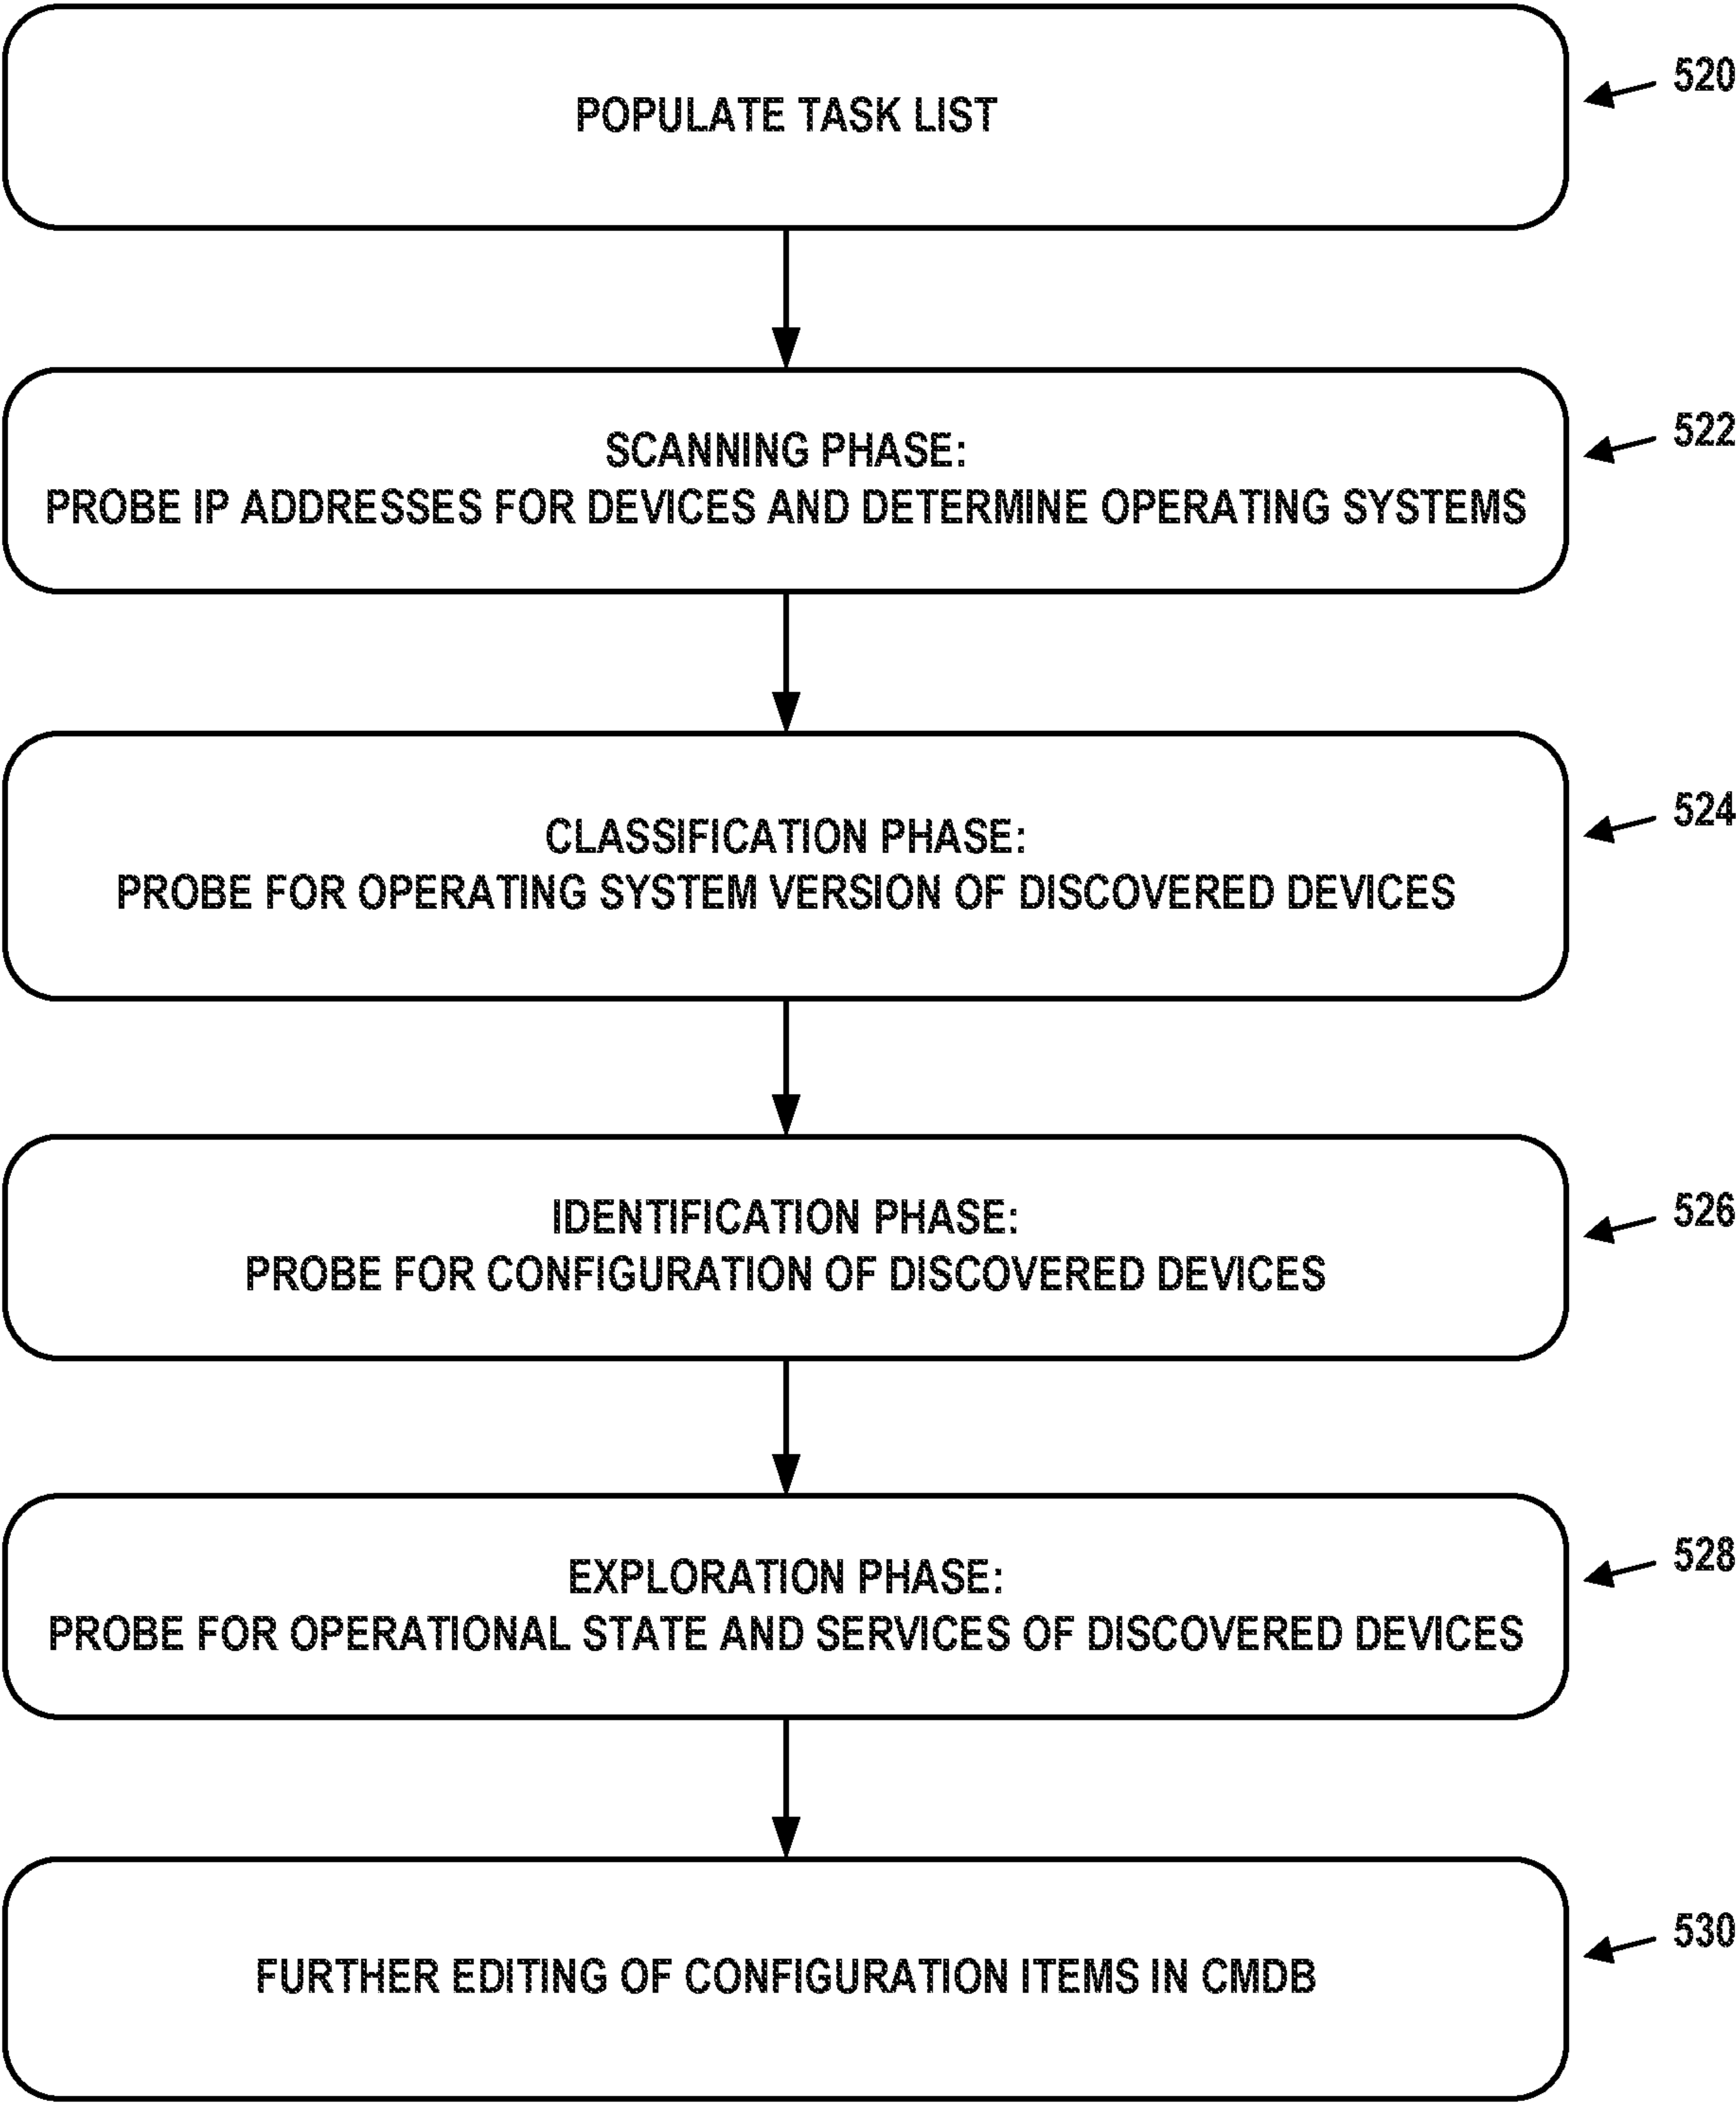 POPULATE TASK LIST
520
SCANNING PHASE:
PROBE IP ADDRESSES FOR DEVICES AND DETERMINE OPERATING SYSTEMS
522
CLASSIFICATION PHASE:
PROBE FOR OPERATING SYSTEM VERSION OF DISCOVERED DEVICES
524
IDENTIFICATION PHASE:
PROBE FOR CONFIGURATION OF DISCOVERED DEVICES
526
EXPLORATION PHASE:
PROBE FOR OPERATIONAL STATE AND SERVICES OF DISCOVERED DEVICES
528
FURTHER EDITING OF CONFIGURATION ITEMS IN CMDB
530